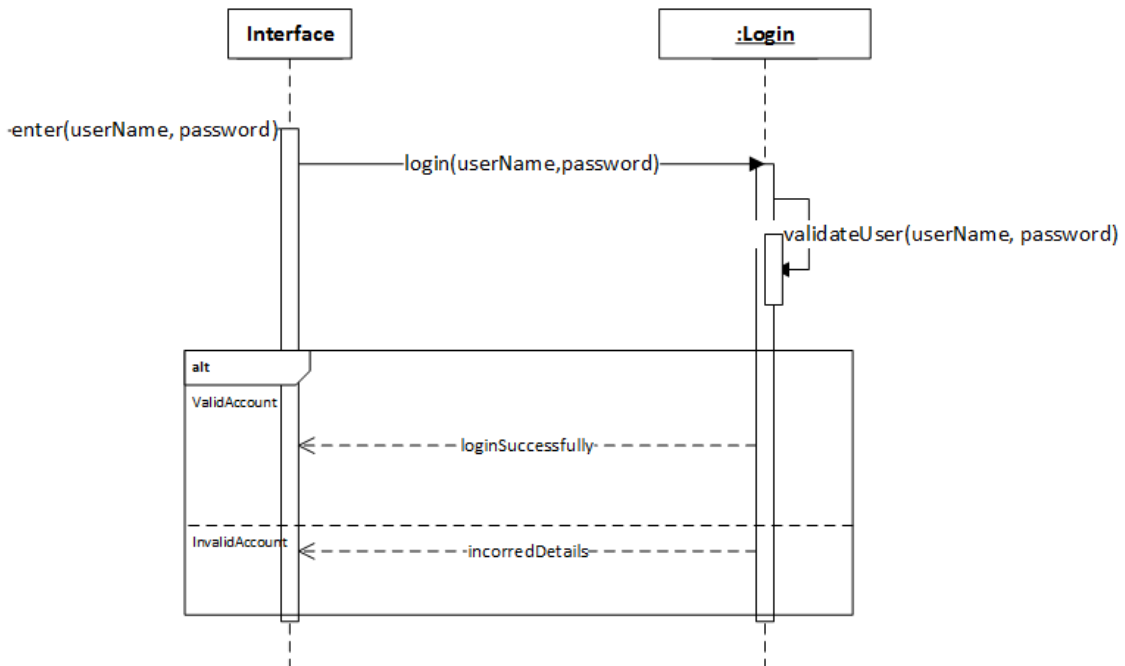 Interface
:Login
enter(userName, password)
login(userName,password)
validateUser(userName, password)
alt
ValidAccount
loginSuccessfully
InvalidAccount
incorredDetails